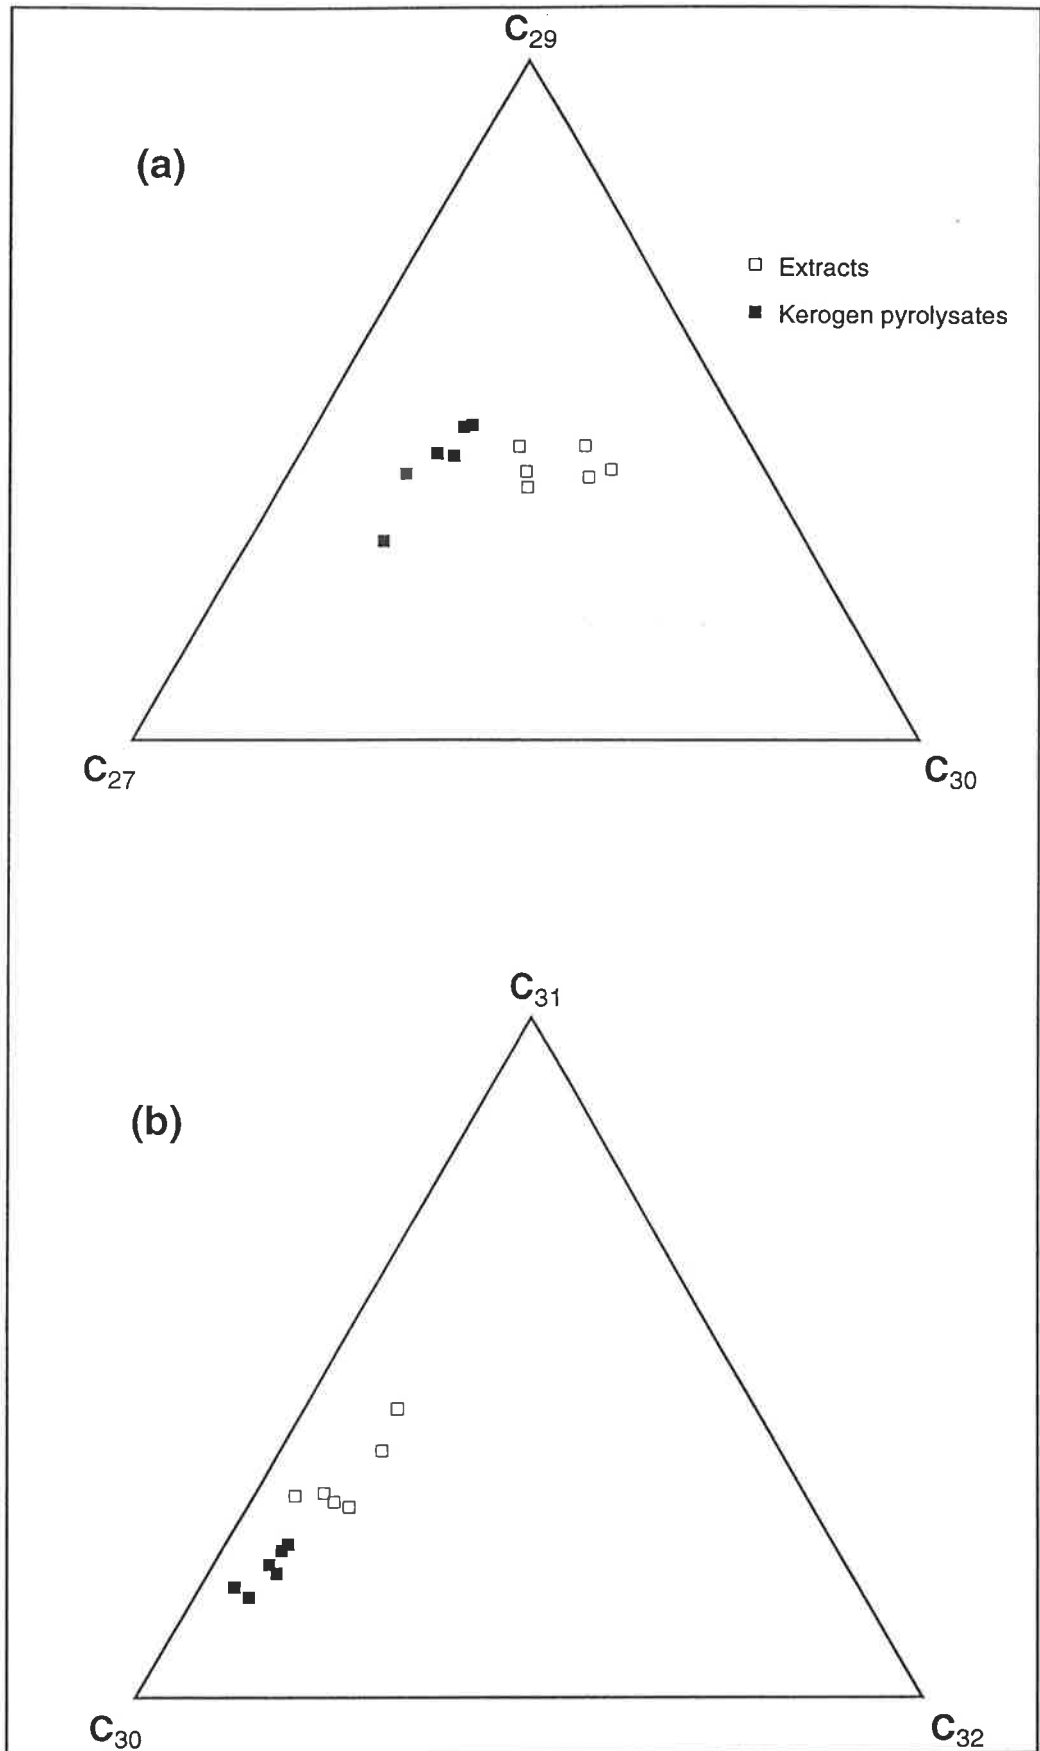 C29
(a)
Extracts
Kerogen pyrolysates
C27
C30
C31
(b)
C30
C32